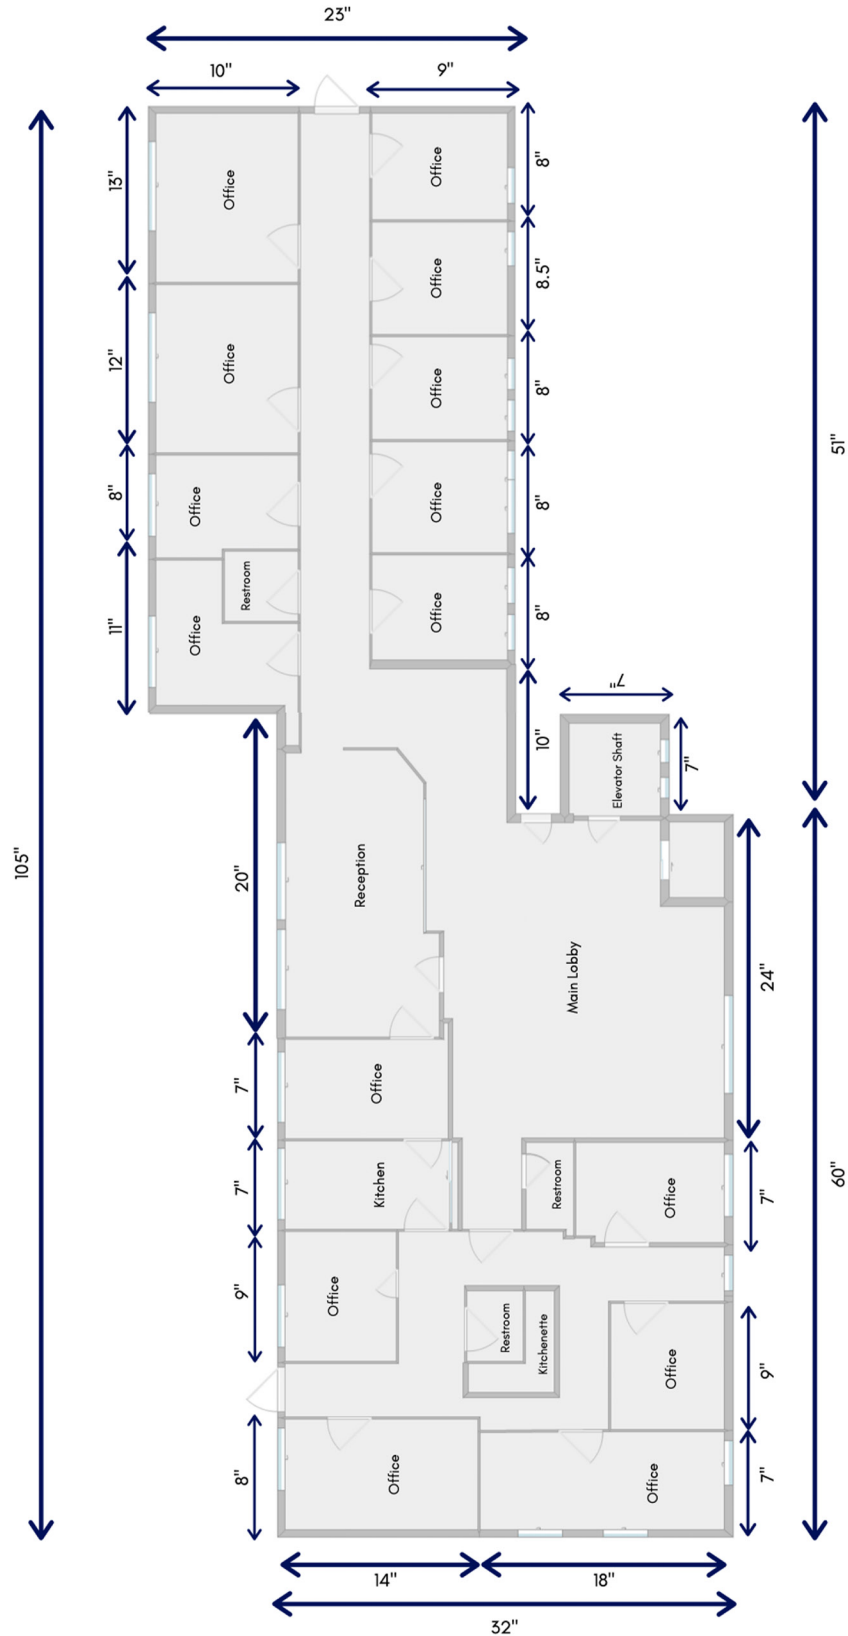 23"
10"
9"
13"
Office
Office
8"
8.5"
Office
12"
Office
Office
8"
51"
8"
Office
Office
8"
11"
Office
Restroom
Office
8"
7"
10"
Elevator Shaft
7"
105"
20"
Reception
Main Lobby
24"
7"
Office
7"
Kitchen
Restroom
Office
7"
60"
9"
Office
Restroom
Kitchenette
Office
9"
8"
Office
Office
7"
14"
18"
32"